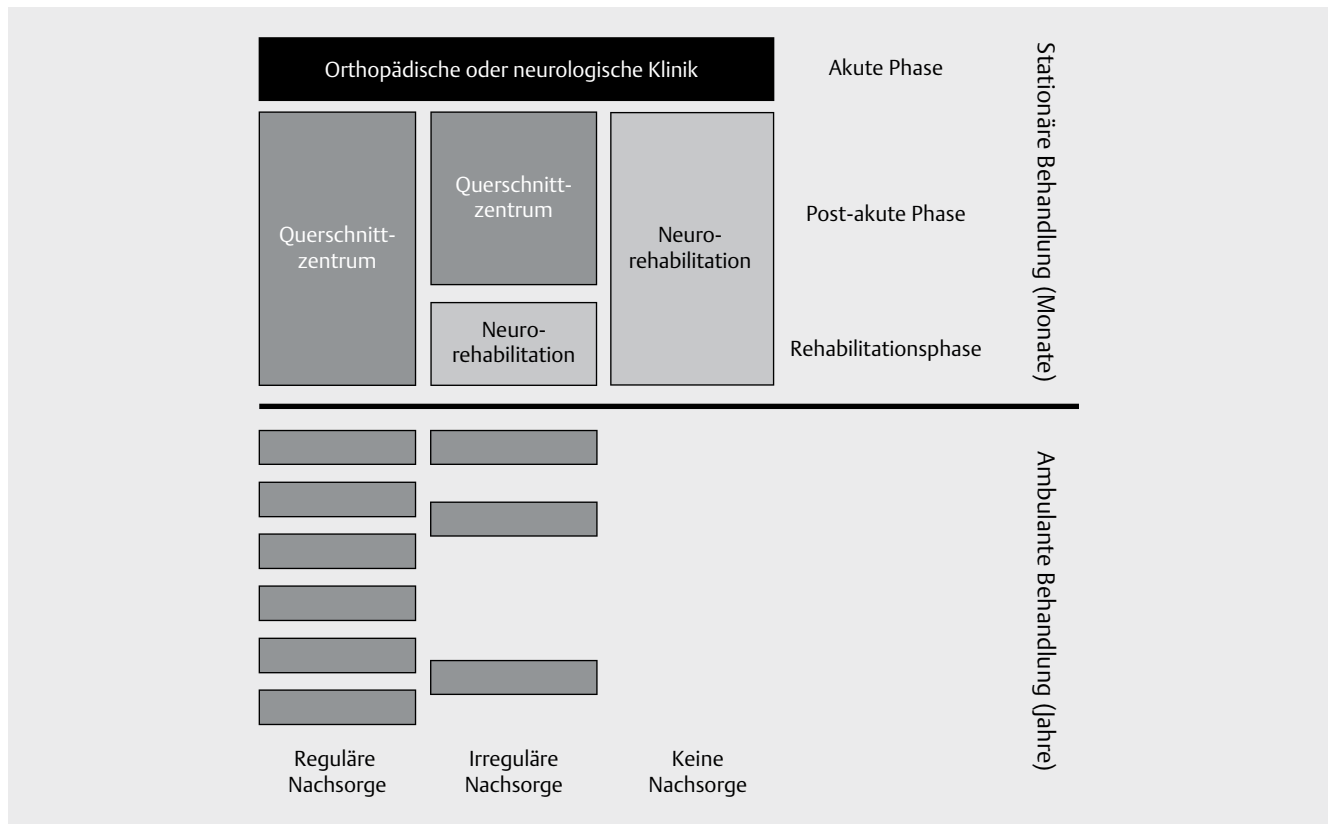 Orthopädische oder neurologische Klinik
Akute Phase
Querschnitt-
zentrum
Querschnitt-
zentrum
Neuro-
rehabilitation
Neuro-
rehabilitation
Post-akute Phase
Rehabilitationsphase
Stationäre Behandlung (Monate)
Ambulante Behandlung (Jahre)
Reguläre
Nachsorge
Irreguläre
Nachsorge
Keine
Nachsorge